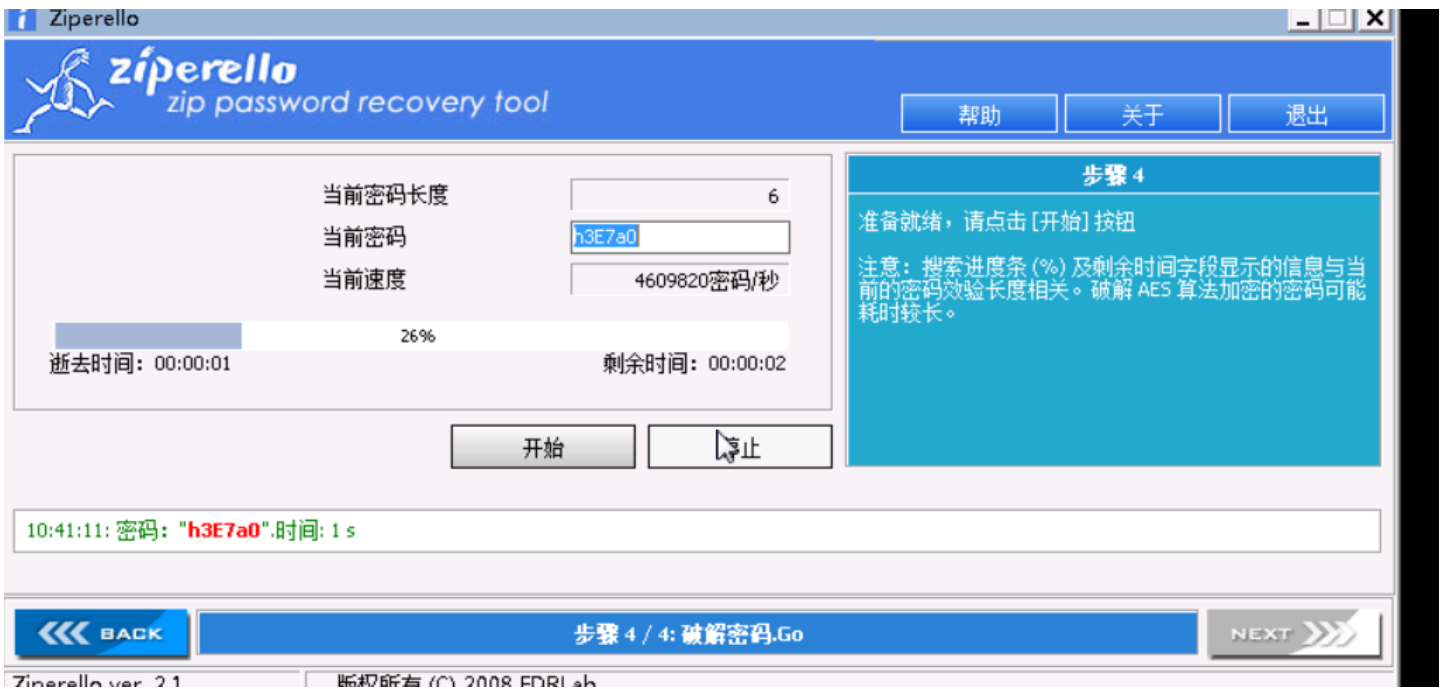 Ziperello
ziperello
zip password recovery tool
帮助
关于
退出
当前密码长度
6
当前密码
h3E7a0
当前速度
4609820密码/秒
26%
逝去时间：00:00:01
剩余时间：00:00:02
开始
停止
步骤 4
准备就绪，请点击 [开始] 按钮
注意：搜索进度条 (%) 及剩余时间字段显示的信息与当
前的密码效验长度相关。破解 AES 算法加密的密码可能
耗时较长。
10:41:11: 密码："h3E7a0".时间: 1 s
BACK
步骤 4 / 4: 破解密码.Go
NEXT
Ziperello ver. 2.1
版权所有 (C) 2008 FDRLab